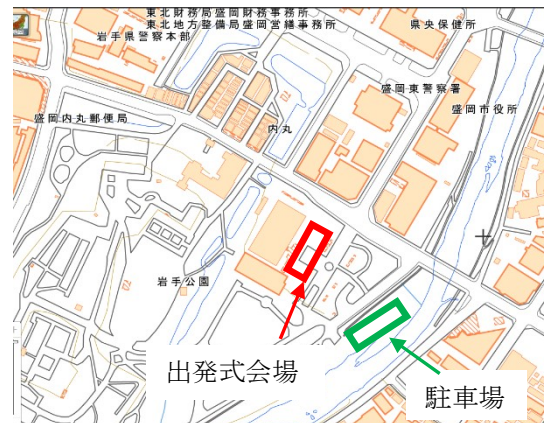 東北財務局盛岡財務事務所
東北地方整備局盛岡営繕事務所
岩手県警察本部
県央保健所
盛岡東警察署
盛岡市役所
盛岡内丸郵便局
内丸
岩手公園
出発式会場
駐車場